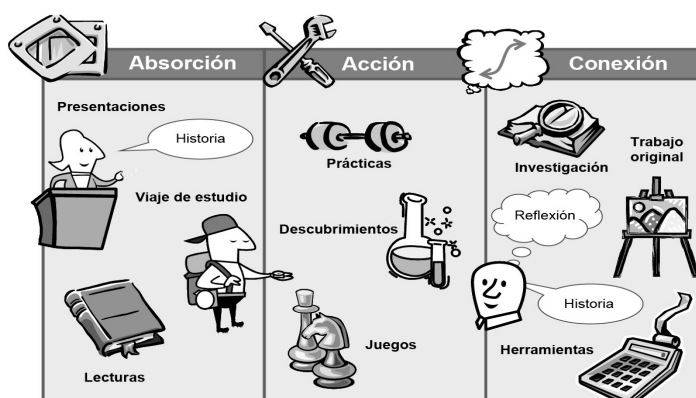 Absorción
Presentaciones
Historia
Viaje de estudio
Lecturas
Acción
Prácticas
Descubrimientos
Juegos
Conexión
Investigación
Trabajo
original
Reflexión
Historia
Herramientas